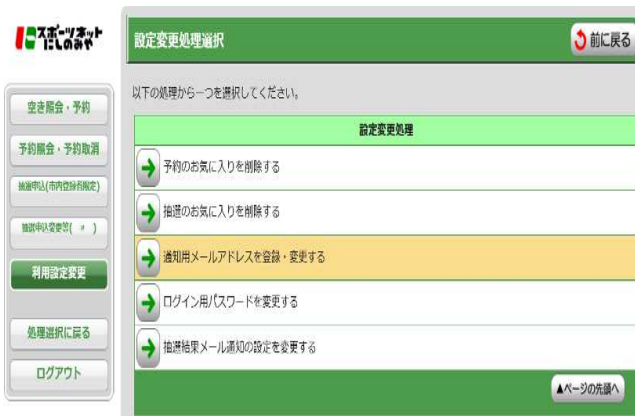 スポーツネット
にしのみや
設定変更処理選択
前に戻る
以下の処理から一つを選択してください。
空き照会・予約
予約照会・予約取消
抽選申込(市内登録者限定)
抽選申込変更等( 〃 )
利用設定変更
処理選択に戻る
ログアウト
設定変更処理
予約のお気に入りを削除する
抽選のお気に入りを削除する
通知用メールアドレスを登録・変更する
ログイン用パスワードを変更する
抽選結果メール通知の設定を変更する
▲ページの先頭へ